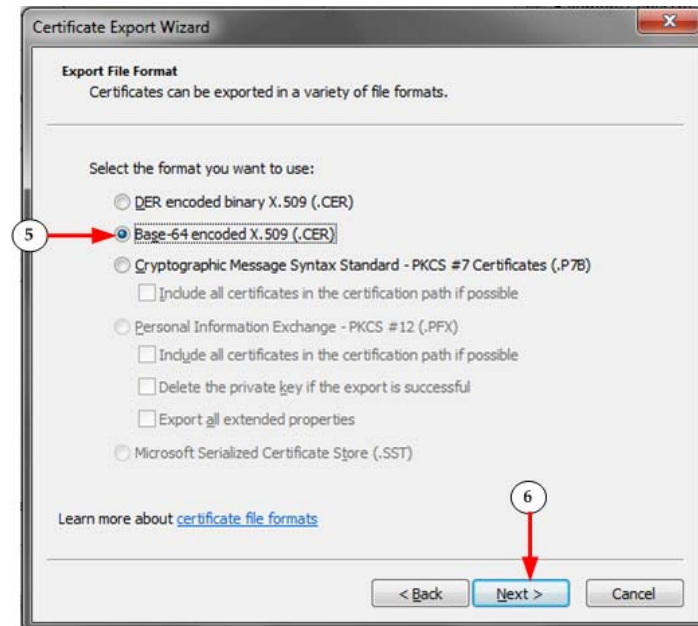 Certificate Export Wizard
Export File Format
Certificates can be exported in a variety of file formats.
Select the format you want to use:
DER encoded binary X.509 (.CER)
5
Base-64 encoded X.509 (.CER)
Cryptographic Message Syntax Standard - PKCS #7 Certificates (.P7B)
Include all certificates in the certification path if possible
Personal Information Exchange - PKCS #12 (.PFX)
Include all certificates in the certification path if possible
Delete the private key if the export is successful
Export all extended properties
Microsoft Serialized Certificate Store (.SST)
6
Learn more about certificate file formats
< Back Next > Cancel